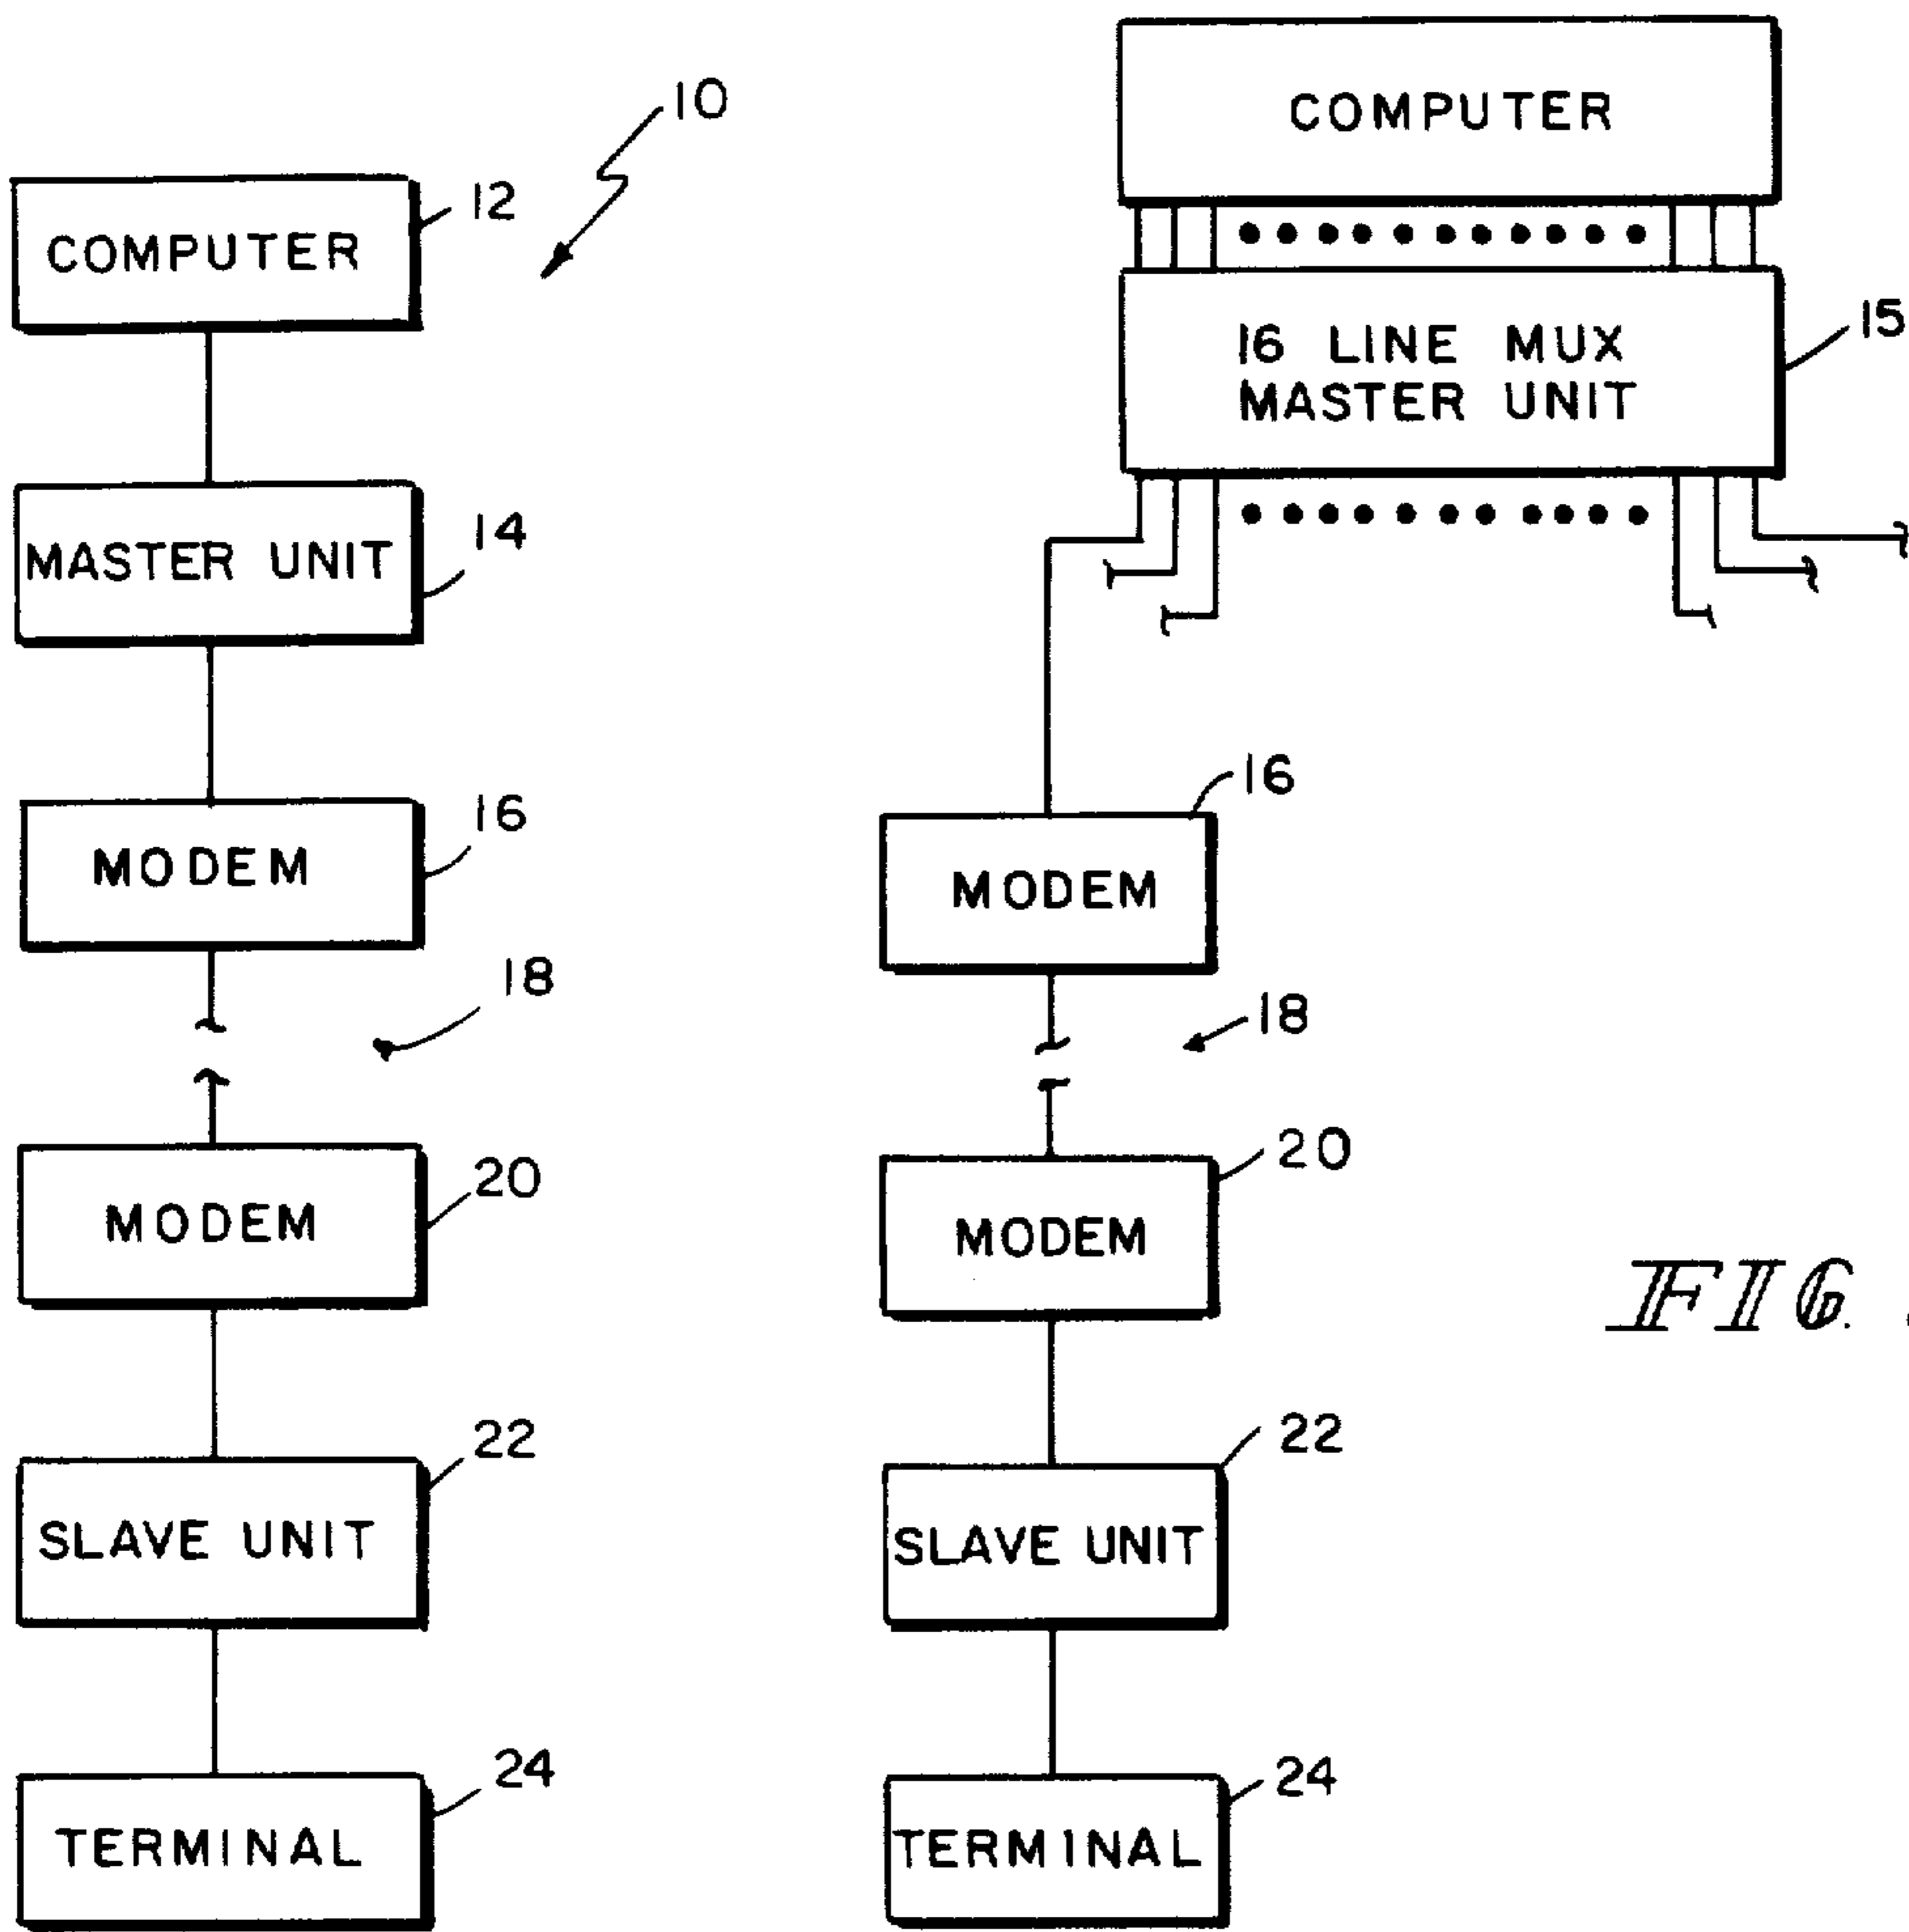 10
COMPUTER
12
MASTER UNIT
14
MODEM
16
18
MODEM
20
SLAVE UNIT
22
TERMINAL
24
COMPUTER
16 LINE MUX
MASTER UNIT
15
MODEM
16
18
MODEM
20
SLAVE UNIT
22
TERMINAL
24
FIG.